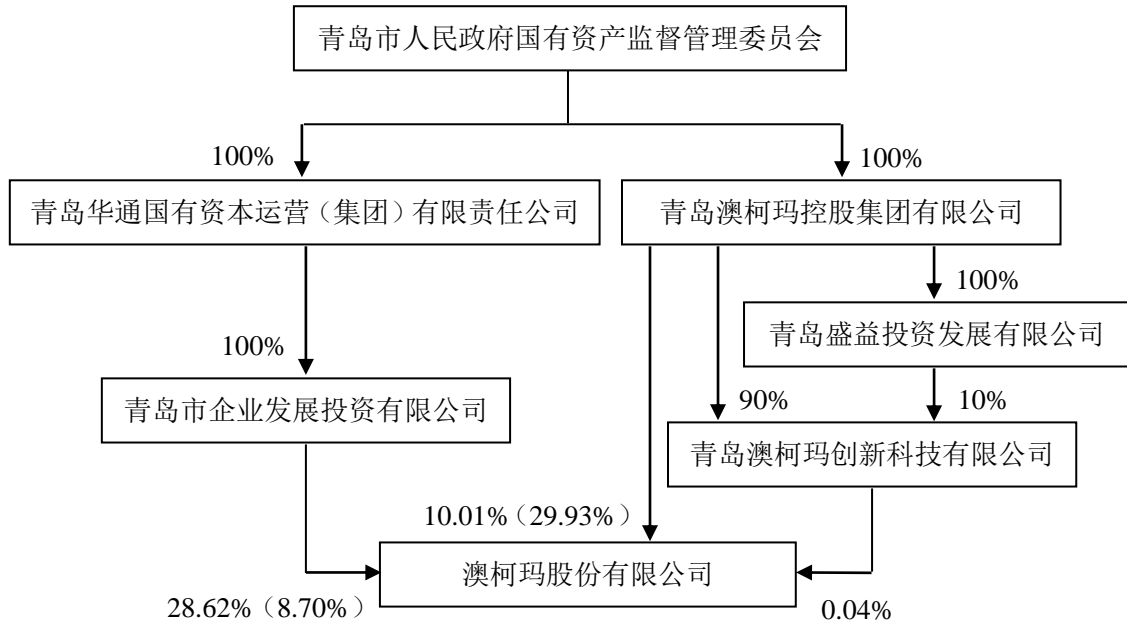 青岛市人民政府国有资产监督管理委员会
100%
100%
青岛华通国有资本运营（集团）有限责任公司
青岛澳柯玛控股集团有限公司
100%
青岛盛益投资发展有限公司
100%
青岛市企业发展投资有限公司
90%
10%
青岛澳柯玛创新科技有限公司
10.01%（29.93%）
澳柯玛股份有限公司
28.62%（8.70%）
0.04%